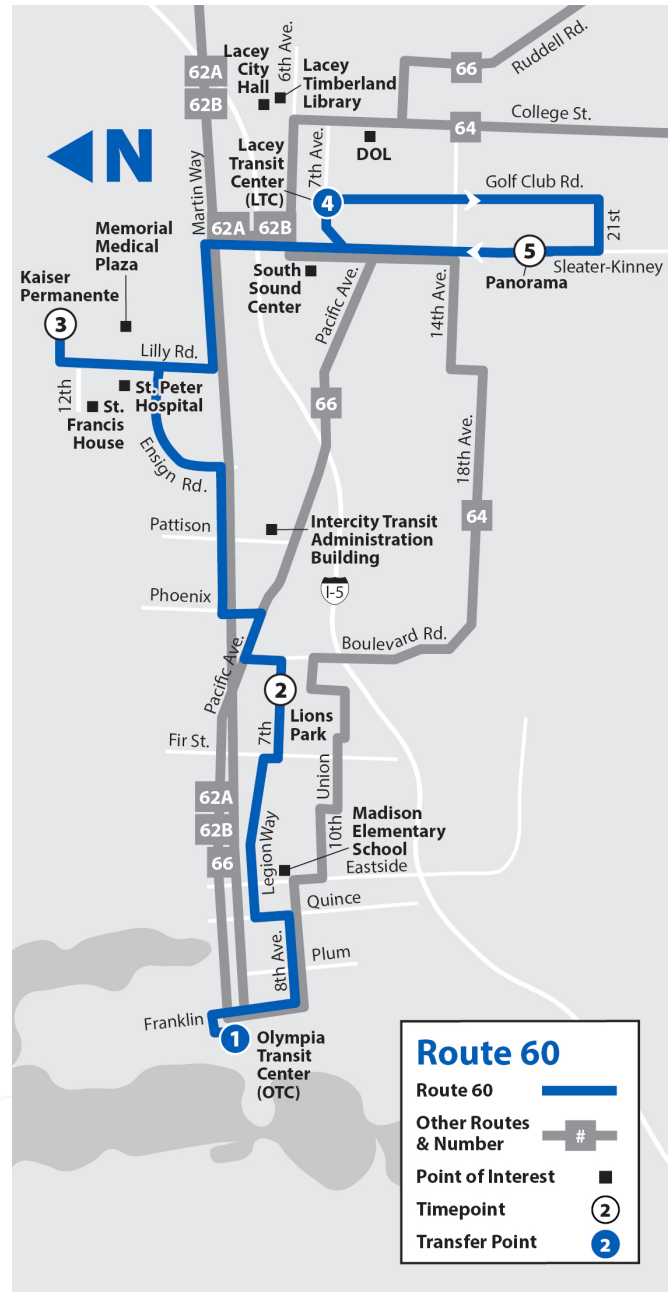 Ruddell Rd.
6th Ave.
Lacey
City
Hall
Lacey
Timberland
Library
62A
62B
66
College St.
64
DOL
N
Martin Way
Lacey
Transit
Center
(LTC)
7th Ave.
4
Golf Club Rd.
21st
62A
62B
5
Panorama
Sleater-Kinney
Memorial
Medical
Plaza
Kaiser
Permanente
3
South
Sound
Center
Pacific Ave.
14th Ave.
Lilly Rd.
12th
St. Peter
Hospital
St.
Francis
House
66
Ensign Rd.
18th Ave.
64
Pattison
Intercity Transit
Administration
Building
I-5
Phoenix
Pacific Ave.
Boulevard Rd.
2
Lions
Park
7th
Fir St.
Union
62A
62B
66
Legion Way
10th
Madison
Elementary
School
Eastside
Quince
8th Ave.
Plum
Franklin
1
Olympia
Transit
Center
(OTC)
Route 60
Route 60
Other Routes
& Number
#
Point of Interest
Timepoint
2
Transfer Point
2